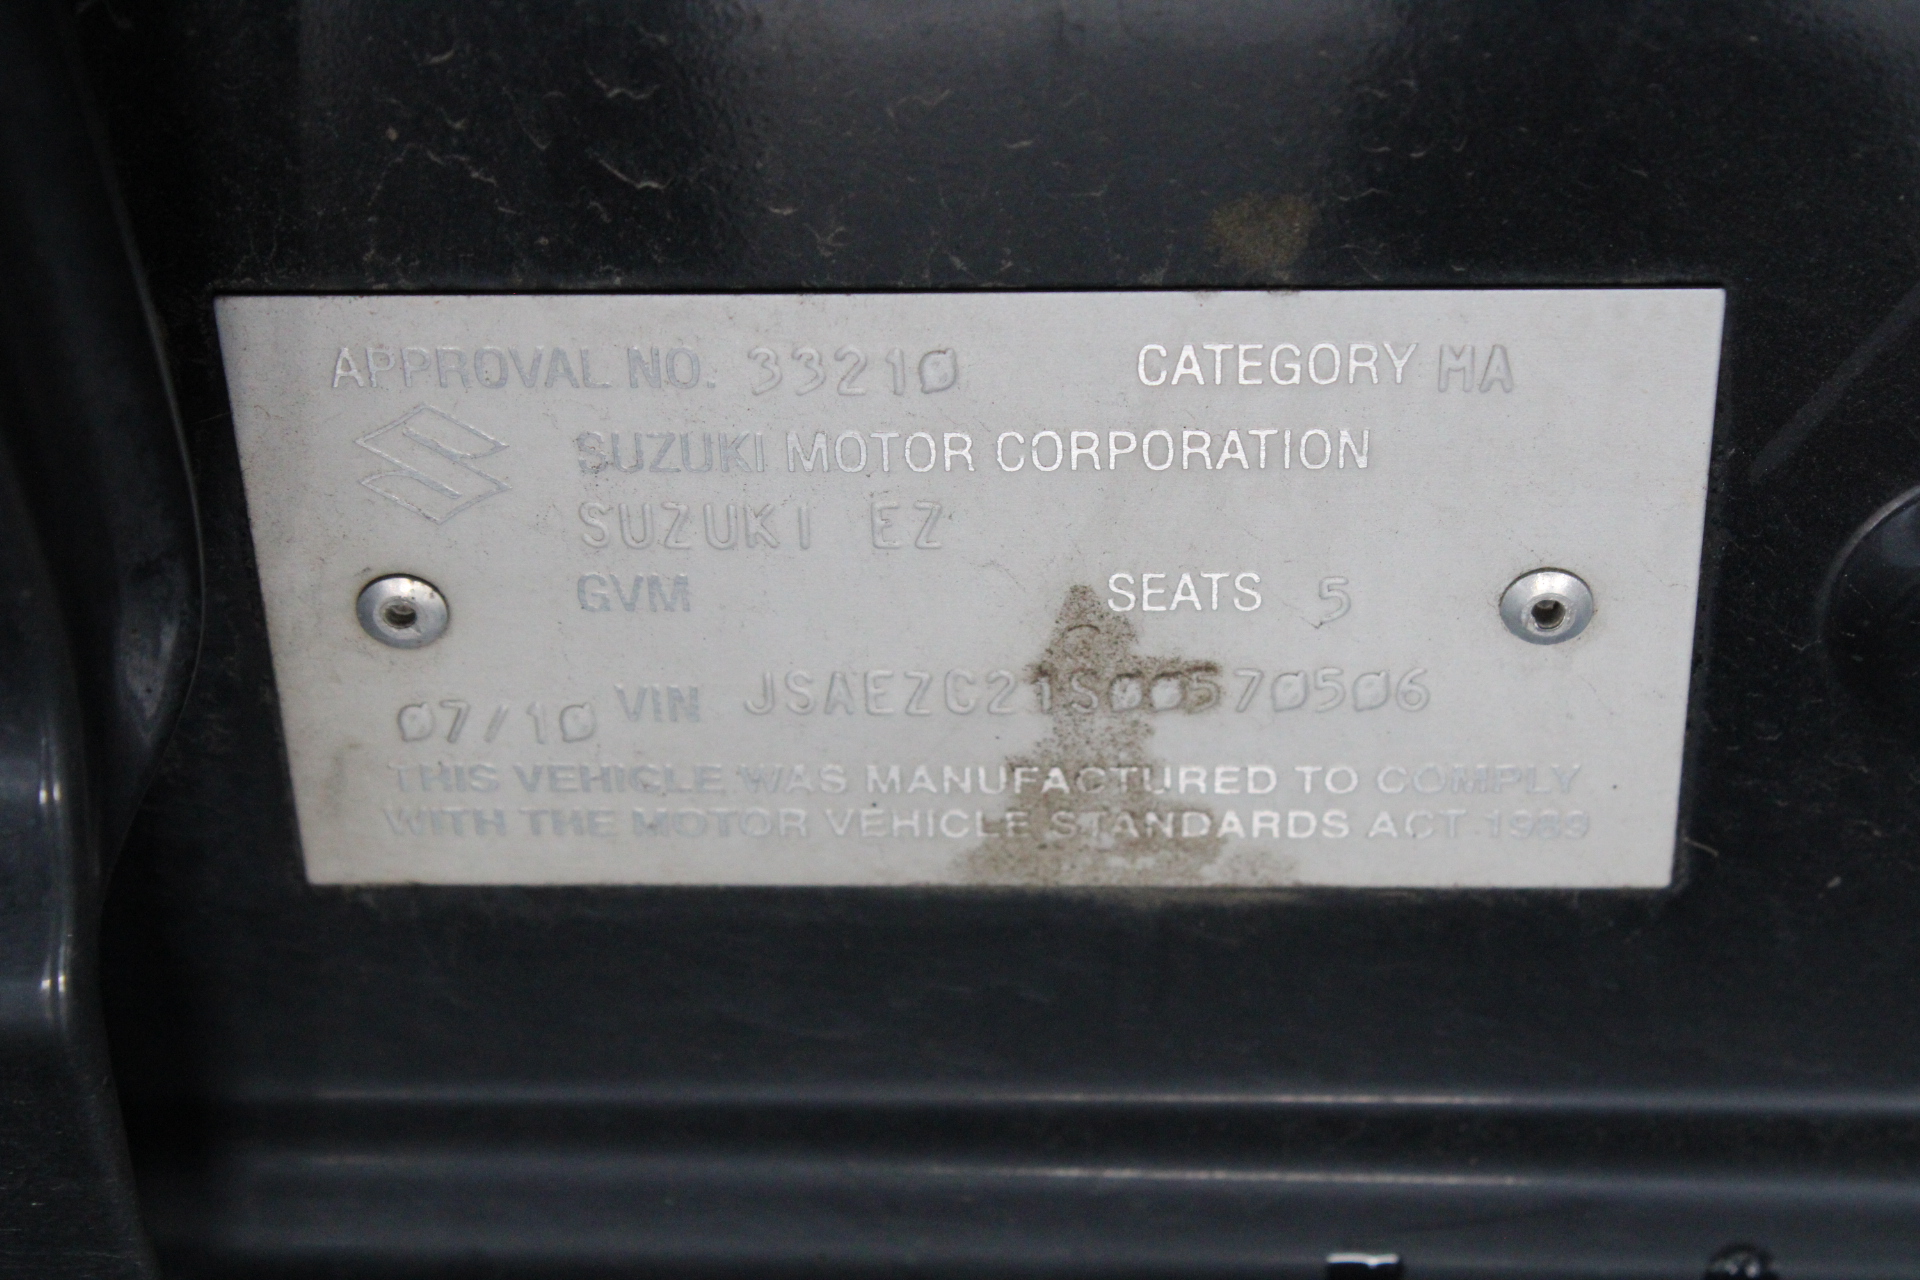 APPROVAL NO. 33210 CATEGORY MA
SUZUKI MOTOR CORPORATION
SUZUKI EZ
GVM SEATS 5
07/10 VIN JSAEZC21S00570506
THIS VEHICLE WAS MANUFACTURED TO COMPLY
WITH THE MOTOR VEHICLE STANDARDS ACT 1989